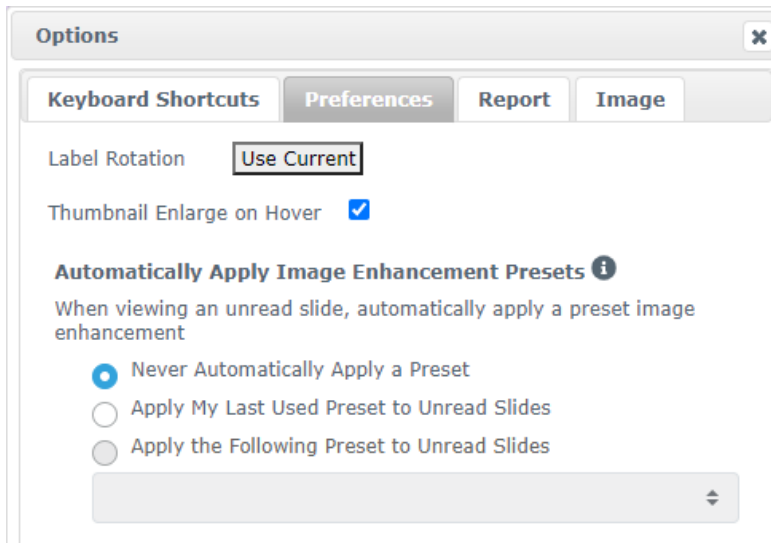 Options
Keyboard Shortcuts Preferences Report Image
Label Rotation Use Current
Thumbnail Enlarge on Hover
Automatically Apply Image Enhancement Presets
When viewing an unread slide, automatically apply a preset image
enhancement
Never Automatically Apply a Preset
Apply My Last Used Preset to Unread Slides
Apply the Following Preset to Unread Slides